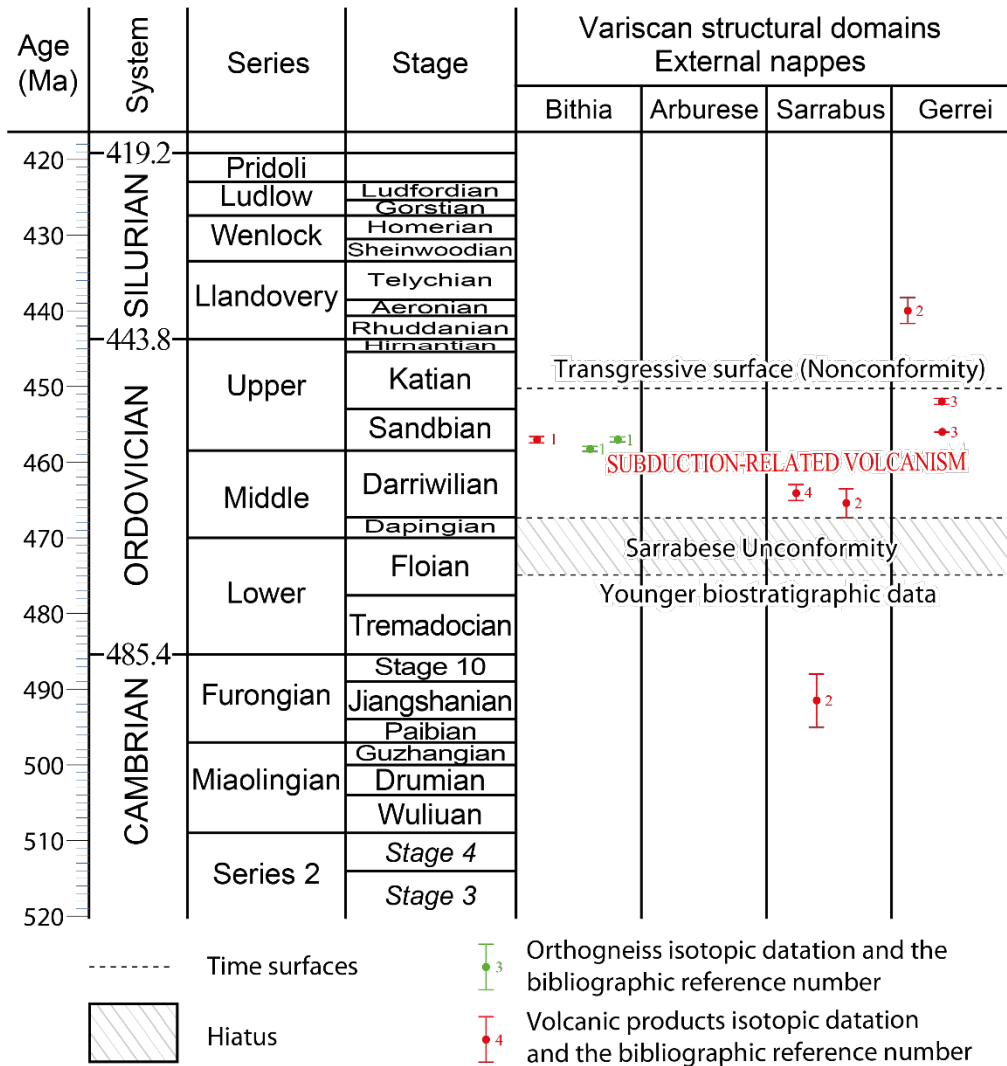 Age
(Ma)
System
Series
Stage
Variscan structural domains
External nappes
Bithia
Arburese
Sarrabus
Gerrei
420
430
440
450
460
470
480
490
500
510
520
419.2
443.8
485.4
SILURIAN
ORDOVICIAN
CAMBRIAN
Pridoli
Ludlow
Wenlock
Llandovery
Upper
Middle
Lower
Furongian
Miaolingian
Series 2
Ludfordian
Gorstian
Homerian
Sheinwoodian
Telychian
Aeronian
Rhuddanian
Hirnantian
Katian
Sandbian
Darriwilian
Dapingian
Floian
Tremadocian
Stage 10
Jiangshanian
Paibian
Guzhangian
Drumian
Wuliuan
Stage 4
Stage 3
2
Transgressive surface (Nonconformity)
3
3
1
1
1
SUBDUCTION-RELATED VOLCANISM
4
2
Sarrabese Unconformity
Younger biostratigraphic data
2
Time surfaces
Hiatus
3
Orthogneiss isotopic datation and the
bibliographic reference number
4
Volcanic products isotopic datation
and the bibliographic reference number